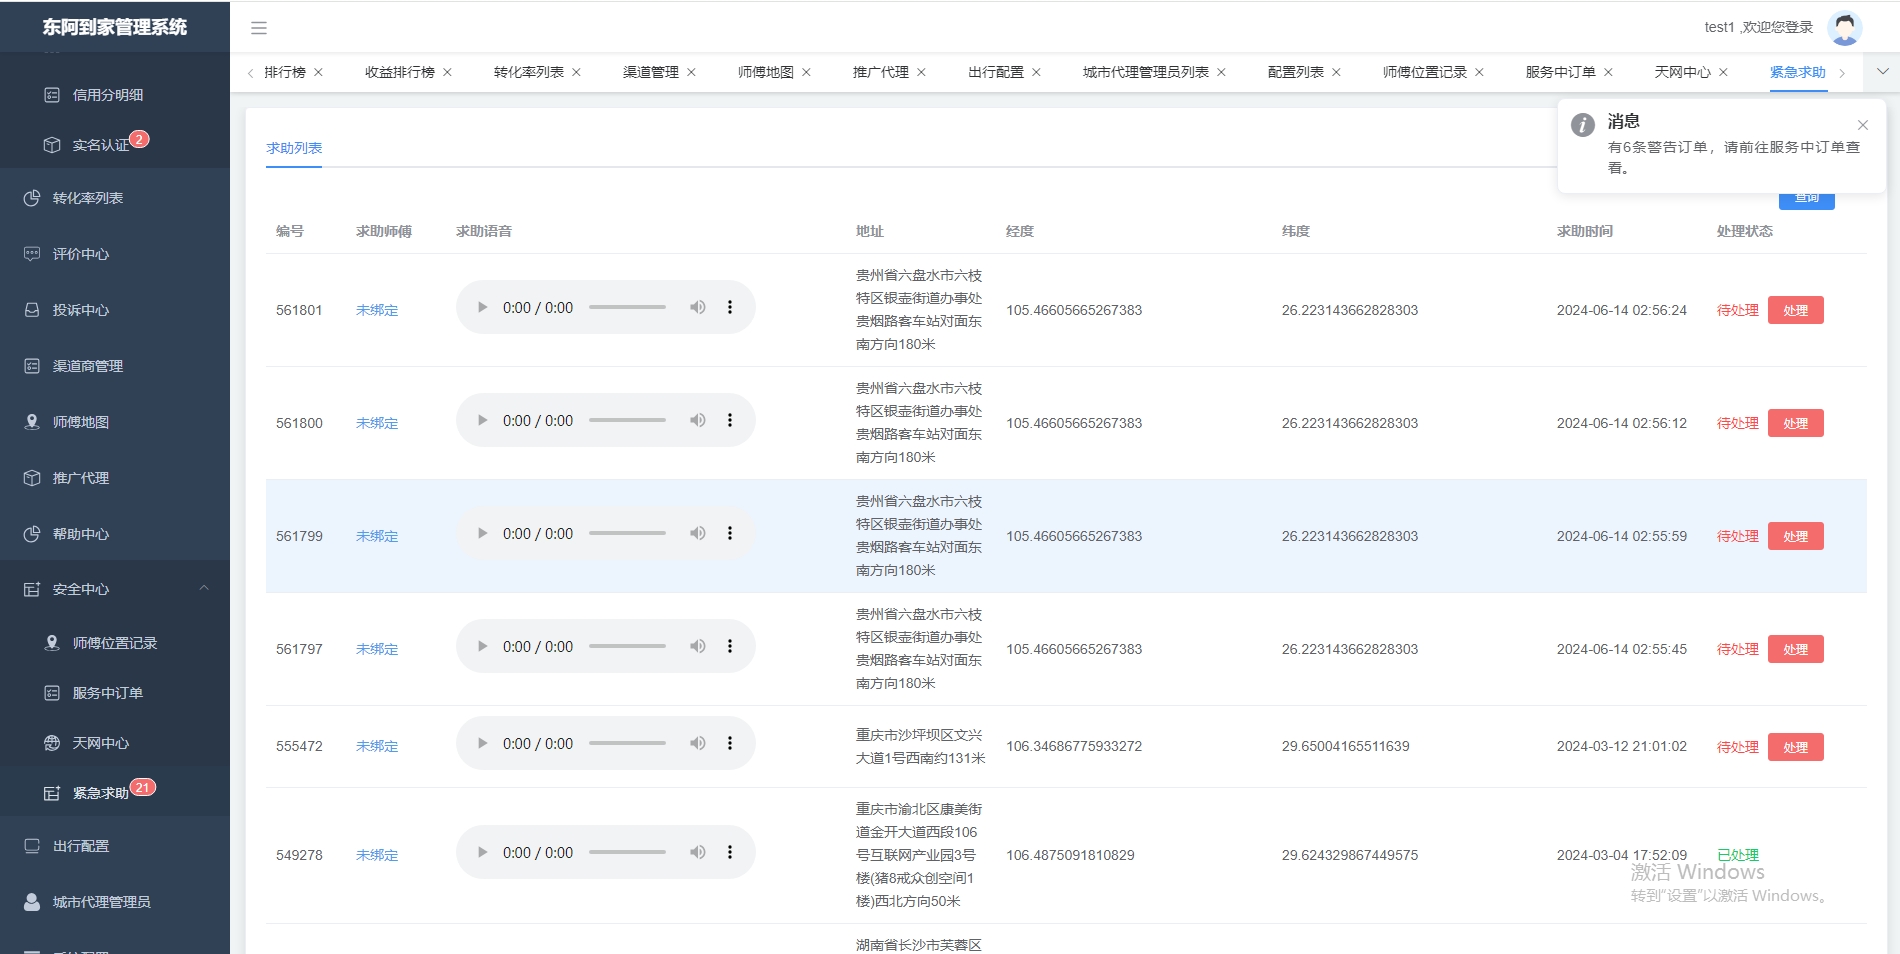 东阿到家管理系统
test1 ,欢迎您登录
排行榜
收益排行榜
转化率列表
渠道管理
师傅地图
推广代理
出行配置
城市代理管理员列表
配置列表
师傅位置记录
服务中订单
天网中心
紧急求助
信用分明细
实名认证 2
转化率列表
评价中心
投诉中心
渠道商管理
师傅地图
推广代理
帮助中心
安全中心
师傅位置记录
服务中订单
天网中心
紧急求助 21
出行配置
城市代理管理员
消息
有6条警告订单，请前往服务中订单查
看。
求助列表
查询
编号 求助师傅 求助语音 地址 经度 纬度 求助时间 处理状态
561801 未绑定 0:00 / 0:00
贵州省六盘水市六枝
特区银壶街道办事处
贵烟路客车站对面东
南方向180米
105.46605665267383 26.223143662828303 2024-06-14 02:56:24 待处理 处理
561800 未绑定 0:00 / 0:00
贵州省六盘水市六枝
特区银壶街道办事处
贵烟路客车站对面东
南方向180米
105.46605665267383 26.223143662828303 2024-06-14 02:56:12 待处理 处理
561799 未绑定 0:00 / 0:00
贵州省六盘水市六枝
特区银壶街道办事处
贵烟路客车站对面东
南方向180米
105.46605665267383 26.223143662828303 2024-06-14 02:55:59 待处理 处理
561797 未绑定 0:00 / 0:00
贵州省六盘水市六枝
特区银壶街道办事处
贵烟路客车站对面东
南方向180米
105.46605665267383 26.223143662828303 2024-06-14 02:55:45 待处理 处理
555472 未绑定 0:00 / 0:00
重庆市沙坪坝区文兴
大道1号西南约131米
106.34686775933272 29.65004165511639 2024-03-12 21:01:02 待处理 处理
549278 未绑定 0:00 / 0:00
重庆市渝北区康美街
道金开大道西段106
号互联网产业园3号
楼(猪8戒众创空间1
楼)西北方向50米
106.4875091810829 29.624329867449575 2024-03-04 17:52:09 已处理
湖南省长沙市芙蓉区
激活 Windows
转到“设置”以激活 Windows。